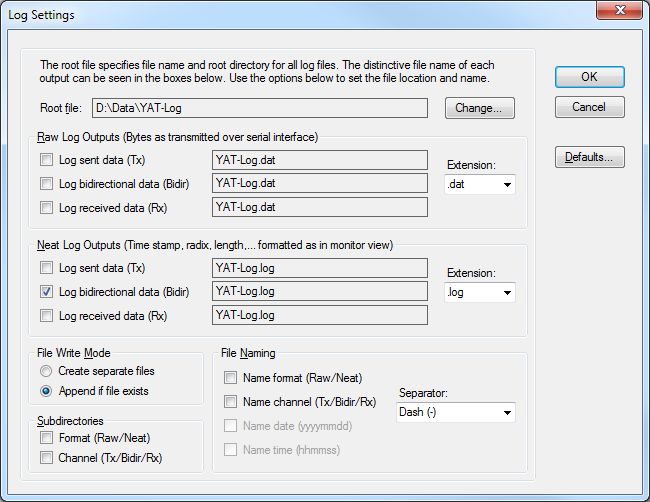 Log Settings
The root file specifies file name and root directory for all log files. The distinctive file name of each
output can be seen in the boxes below. Use the options below to set the file location and name.
OK
Root file: D:\Data\YAT-Log Change...
Cancel
Raw Log Outputs (Bytes as transmitted over serial interface)
Log sent data (Tx) YAT-Log.dat Extension:
Defaults...
Log bidirectional data (Bidir) YAT-Log.dat .dat
Log received data (Rx) YAT-Log.dat
Neat Log Outputs (Time stamp, radix, length,... formatted as in monitor view)
Log sent data (Tx) YAT-Log.log Extension:
Log bidirectional data (Bidir) YAT-Log.log .log
Log received data (Rx) YAT-Log.log
File Write Mode
Create separate files
Append if file exists
Subdirectories
Format (Raw/Neat)
Channel (Tx/Bidir/Rx)
File Naming
Name format (Raw/Neat)
Name channel (Tx/Bidir/Rx)
Name date (yyyymmdd)
Name time (hhmmss)
Separator:
Dash (-)